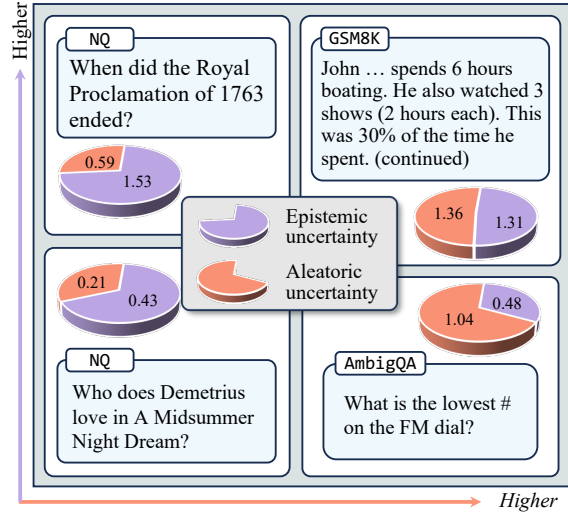 Higher
NQ
When did the Royal
Proclamation of 1763
ended?
0.59
1.53
GSM8K
John … spends 6 hours
boating. He also watched 3
shows (2 hours each). This
was 30% of the time he
spent. (continued)
1.36
1.31
Epistemic
uncertainty
Aleatoric
uncertainty
0.21
0.43
NQ
Who does Demetrius
love in A Midsummer
Night Dream?
0.48
1.04
AmbigQA
What is the lowest #
on the FM dial?
Higher